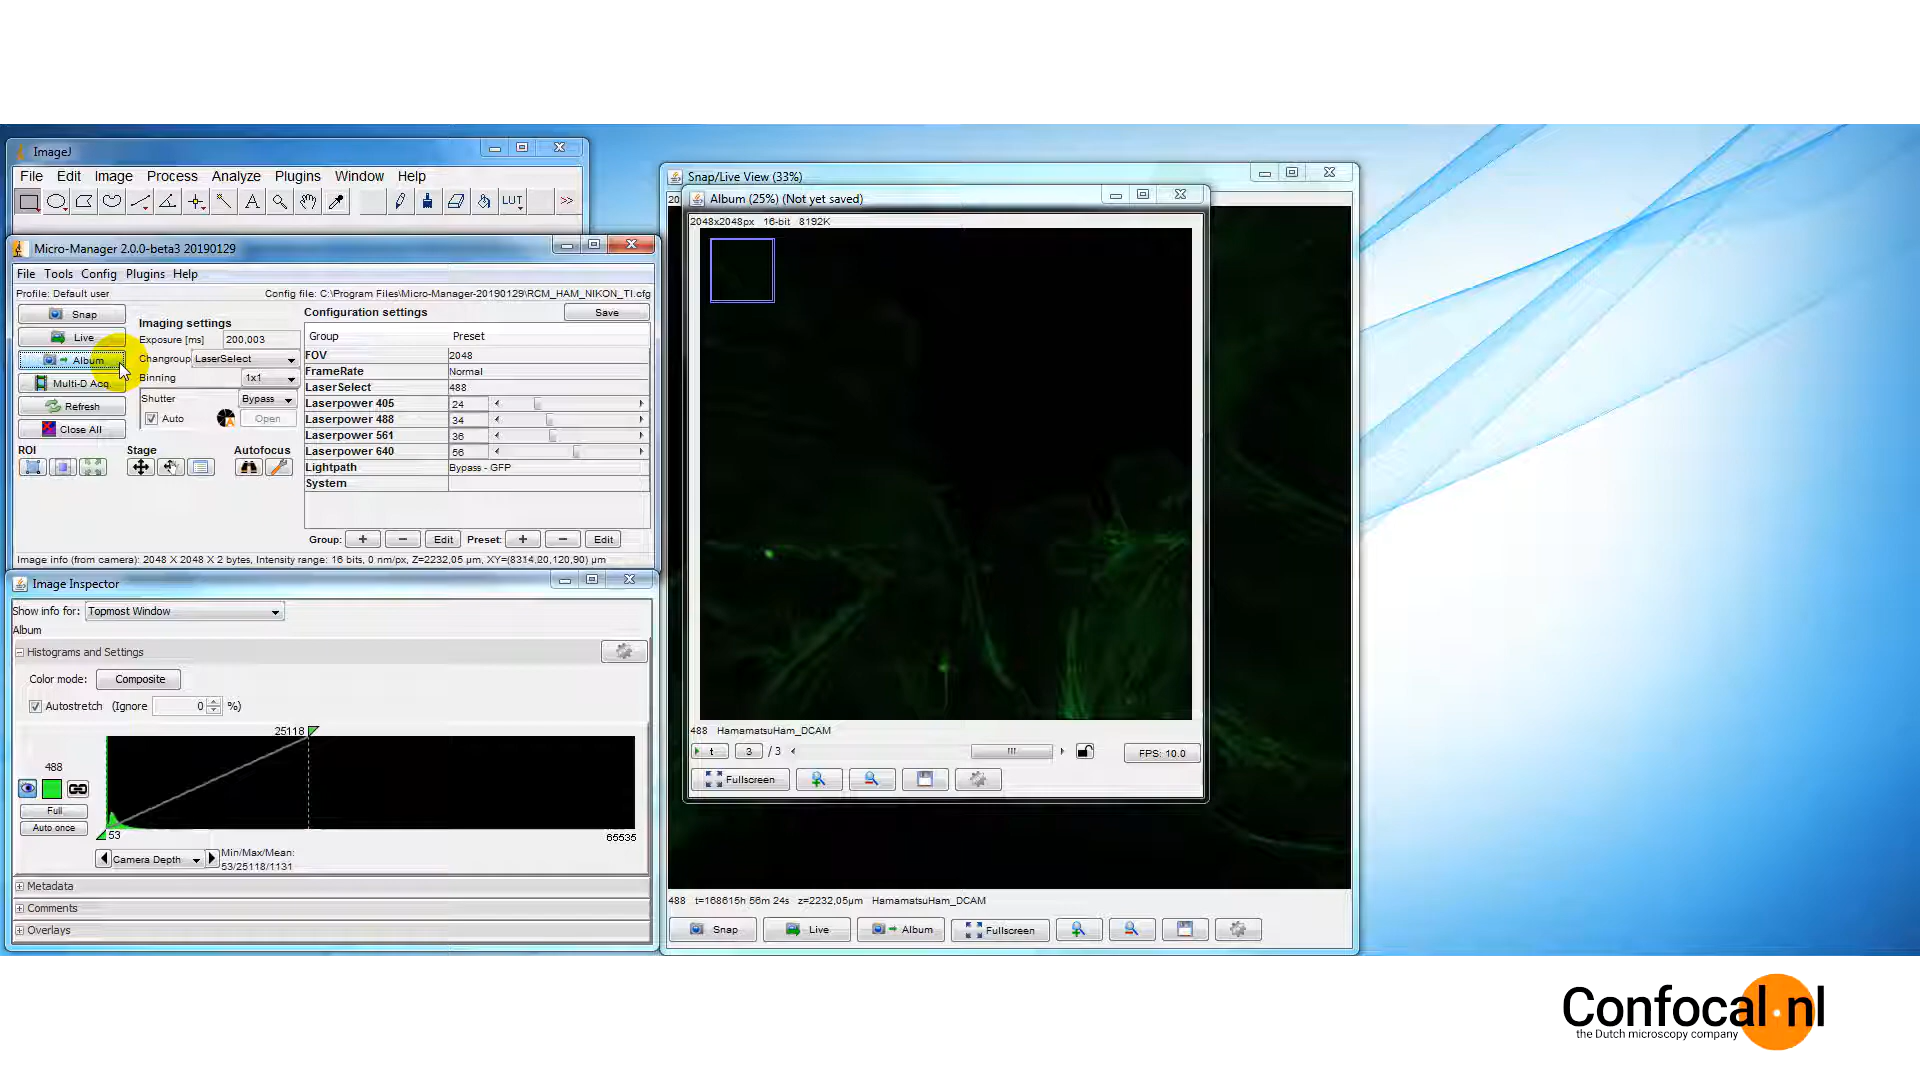 ImageJ
File Edit Image Process Analyze Plugins Window Help
LUT
>>
Micro-Manager 2.0.0-beta3 20190129
File Tools Config Plugins Help
Profile: Default user
Config file: C:\Program Files\Micro-Manager-20190129\RCM_HAM_NIKON_TI.cfg
Snap
Live
Album
Multi-D Acq.
Refresh
Close All
Imaging settings
Exposure [ms] 200,003
Changroup LaserSelect
Binning 1x1
Shutter Bypass
Auto Open
ROI Stage Autofocus
Configuration settings Save
Group Preset
FOV 2048
FrameRate Normal
LaserSelect 488
Laserpower 405 24
Laserpower 488 34
Laserpower 561 36
Laserpower 640 56
Lightpath Bypass - GFP
System
Group: + − Edit Preset: + − Edit
Image info (from camera): 2048 X 2048 X 2 bytes, Intensity range: 16 bits, 0 nm/px, Z=2232,05 µm, XY=(8314,20,120,90) µm
Image Inspector
Show info for: Topmost Window
Album
Histograms and Settings
Color mode: Composite
Autostretch (Ignore 0 %)
25118
488
Full
Auto once
53
65535
Camera Depth
Min/Max/Mean:
53/25118/1131
Metadata
Comments
Overlays
Snap/Live View (33%)
20
Album (25%) (Not yet saved)
2048x2048px 16-bit 8192K
488 HamamatsuHam_DCAM
t 3 / 3
FPS: 10.0
Fullscreen
488 t=168615h 56m 24s z=2232,05µm HamamatsuHam_DCAM
Snap Live Album Fullscreen
Confocal.nl
the Dutch microscopy company